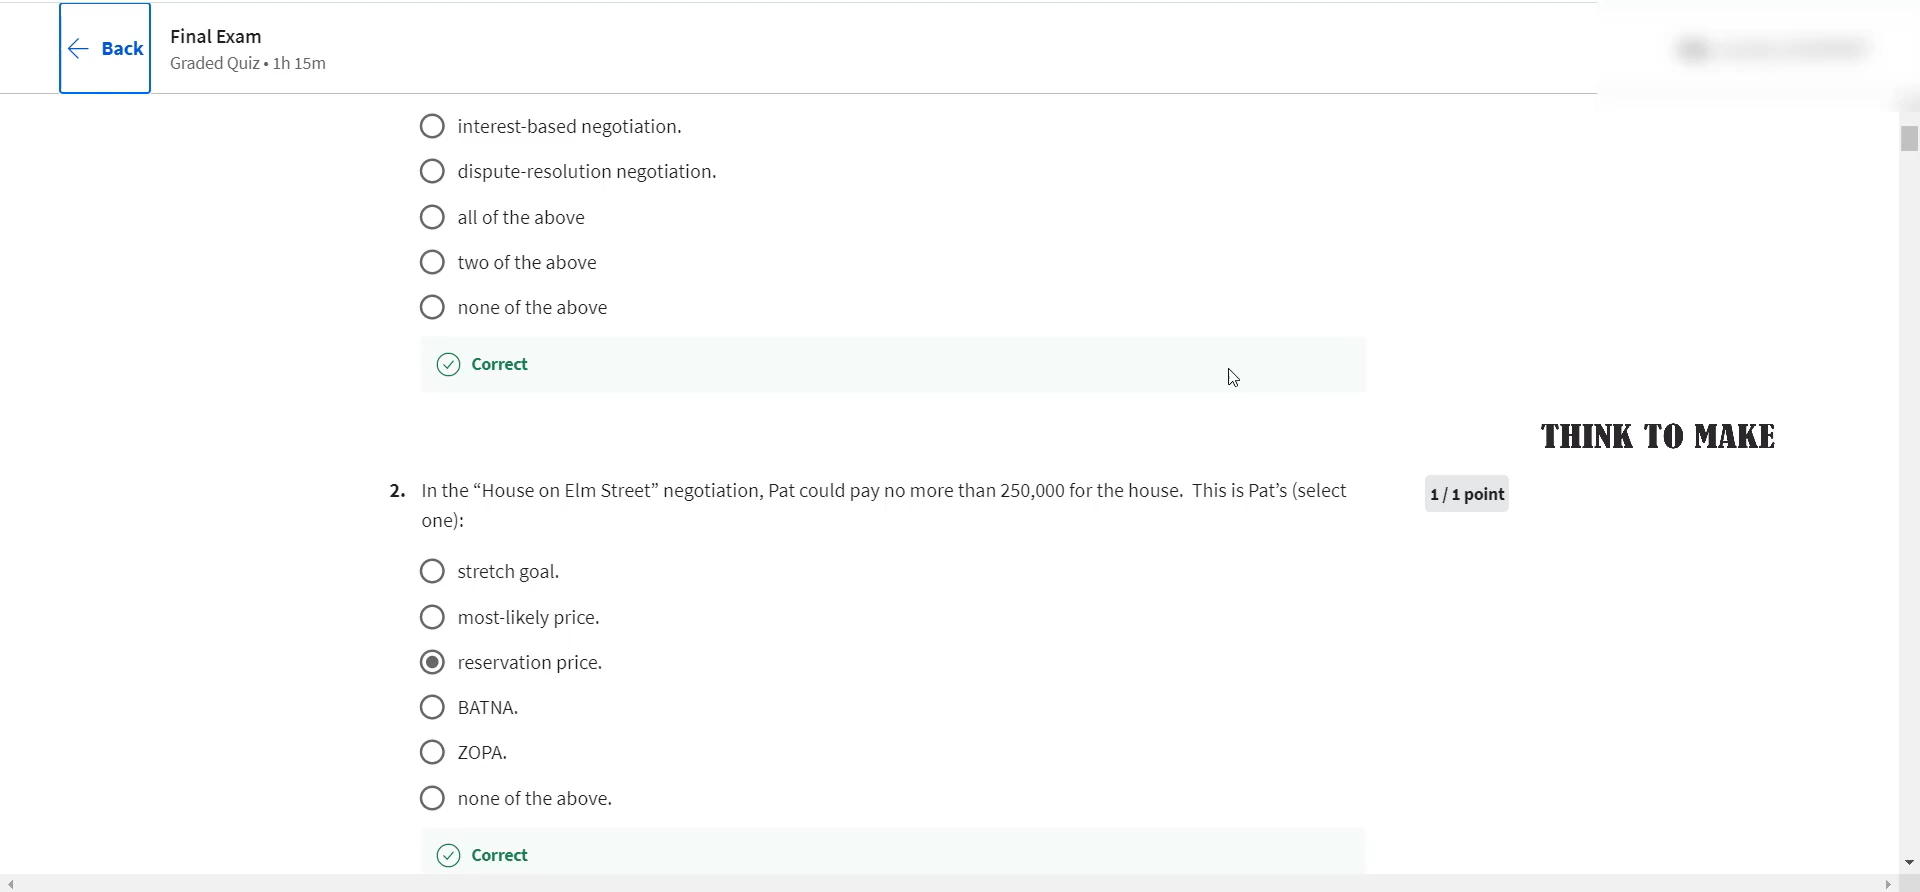 Back
Final Exam
Graded Quiz • 1h 15m
interest-based negotiation.
dispute-resolution negotiation.
all of the above
two of the above
none of the above
Correct
THINK TO MAKE
2. In the “House on Elm Street” negotiation, Pat could pay no more than 250,000 for the house.  This is Pat’s (select
one):
1 / 1 point
stretch goal.
most-likely price.
reservation price.
BATNA.
ZOPA.
none of the above.
Correct